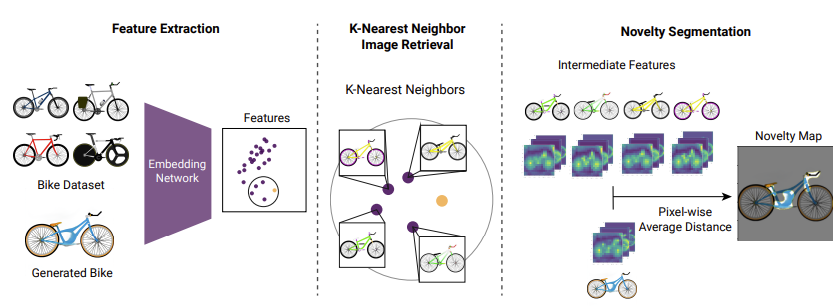 Feature Extraction
Bike Dataset
Generated Bike
Embedding
Network
Features
K-Nearest Neighbor
Image Retrieval
K-Nearest Neighbors
Novelty Segmentation
Intermediate Features
Pixel-wise
Average Distance
Novelty Map